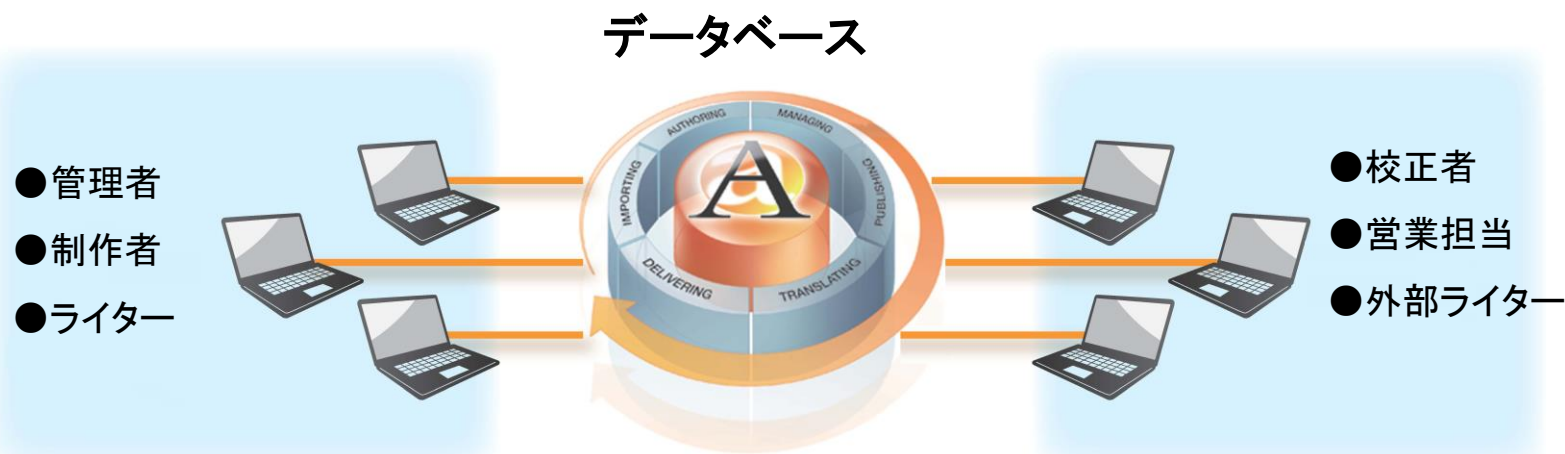 データベース
●管理者
●制作者
●ライター
AUTHORING
MANAGING
IMPORTING
PUBLISHING
DELIVERING
TRANSLATING
A
●校正者
●営業担当
●外部ライター